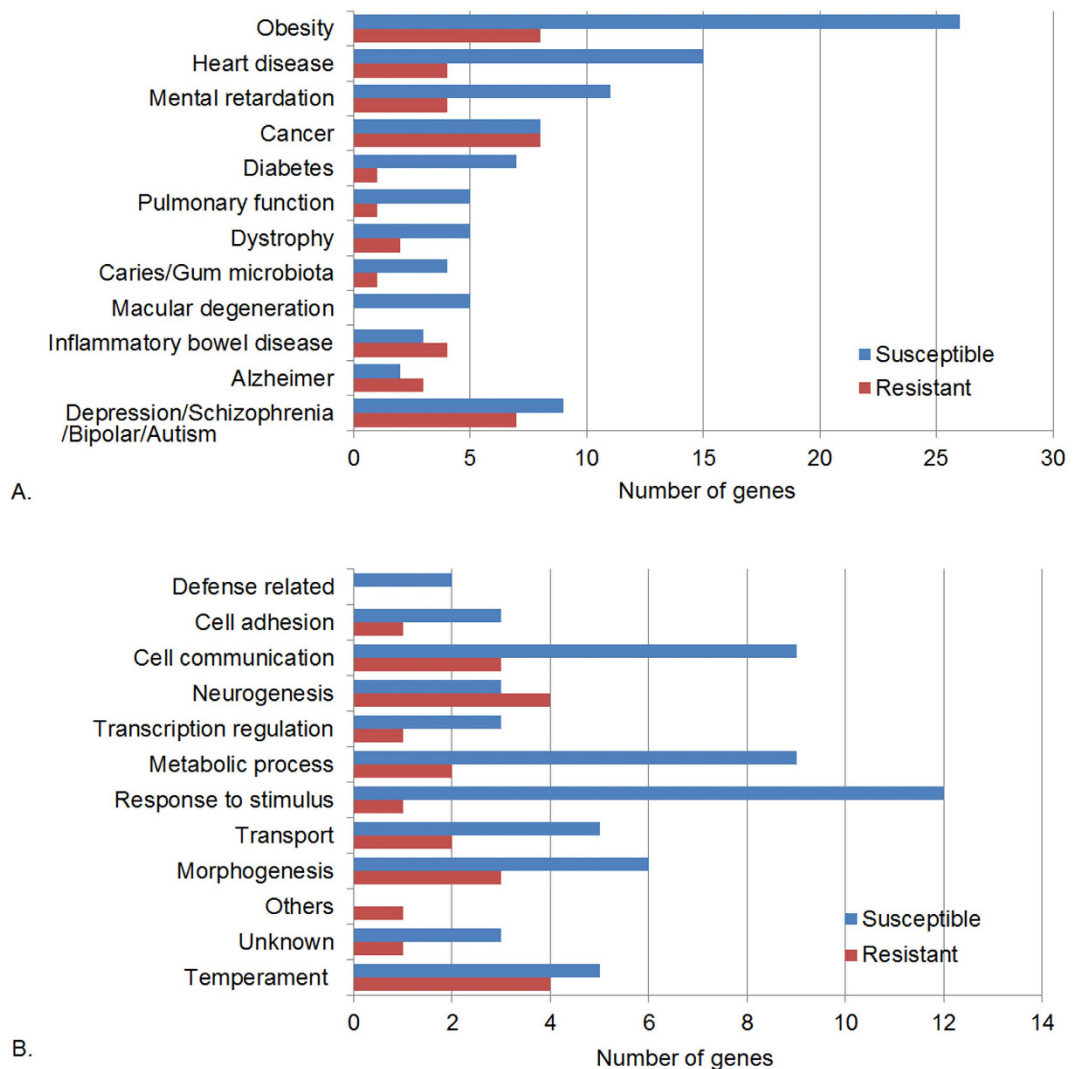 Obesity
Heart disease
Mental retardation
Cancer
Diabetes
Pulmonary function
Dystrophy
Caries/Gum microbiota
Macular degeneration
Inflammatory bowel disease
Alzheimer
Depression/Schizophrenia
/Bipolar/Autism
Susceptible
Resistant
0 5 10 15 20 25 30
Number of genes
A.
Defense related
Cell adhesion
Cell communication
Neurogenesis
Transcription regulation
Metabolic process
Response to stimulus
Transport
Morphogenesis
Others
Unknown
Temperament
Susceptible
Resistant
0 2 4 6 8 10 12 14
Number of genes
B.